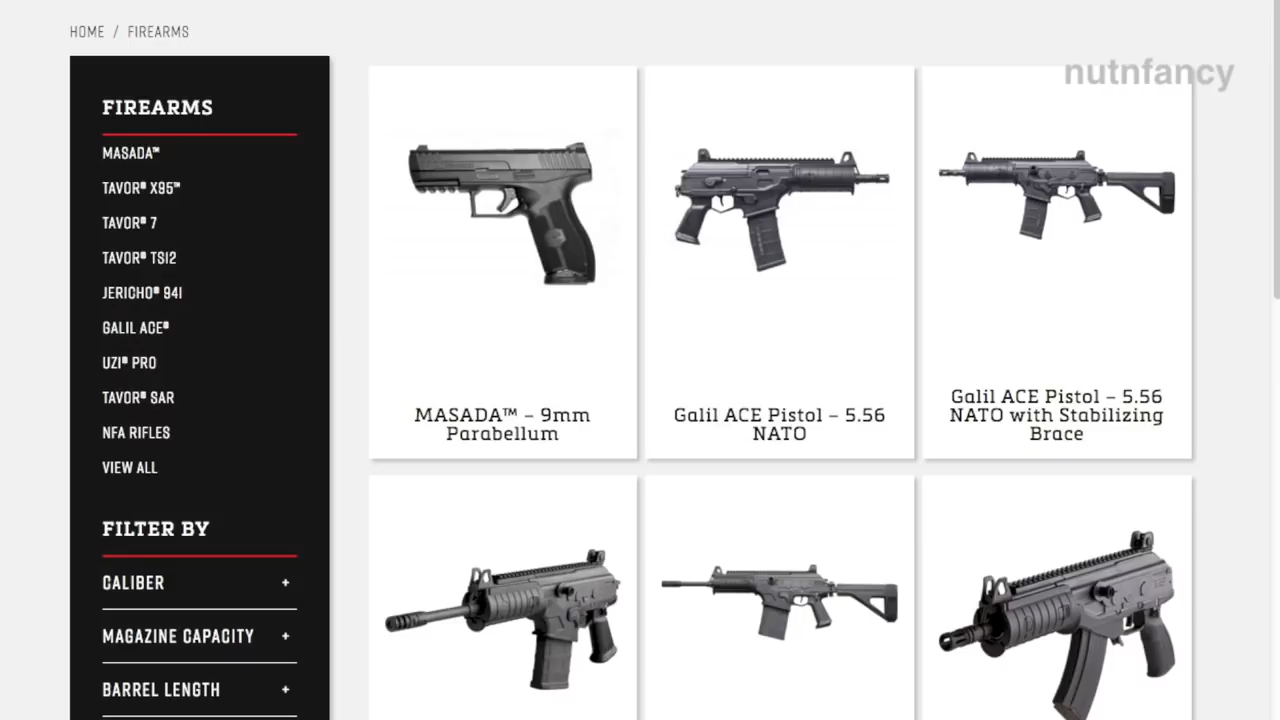 HOME / FIREARMS
nutnfancy
FIREARMS
MASADA™
TAVOR® X95™
TAVOR® 7
TAVOR® TS12
JERICHO® 941
GALIL ACE®
UZI® PRO
TAVOR® SAR
NFA RIFLES
VIEW ALL
FILTER BY
CALIBER +
MAGAZINE CAPACITY +
BARREL LENGTH +
MASADA™ – 9mm
Parabellum
Galil ACE Pistol – 5.56
NATO
Galil ACE Pistol – 5.56
NATO with Stabilizing
Brace